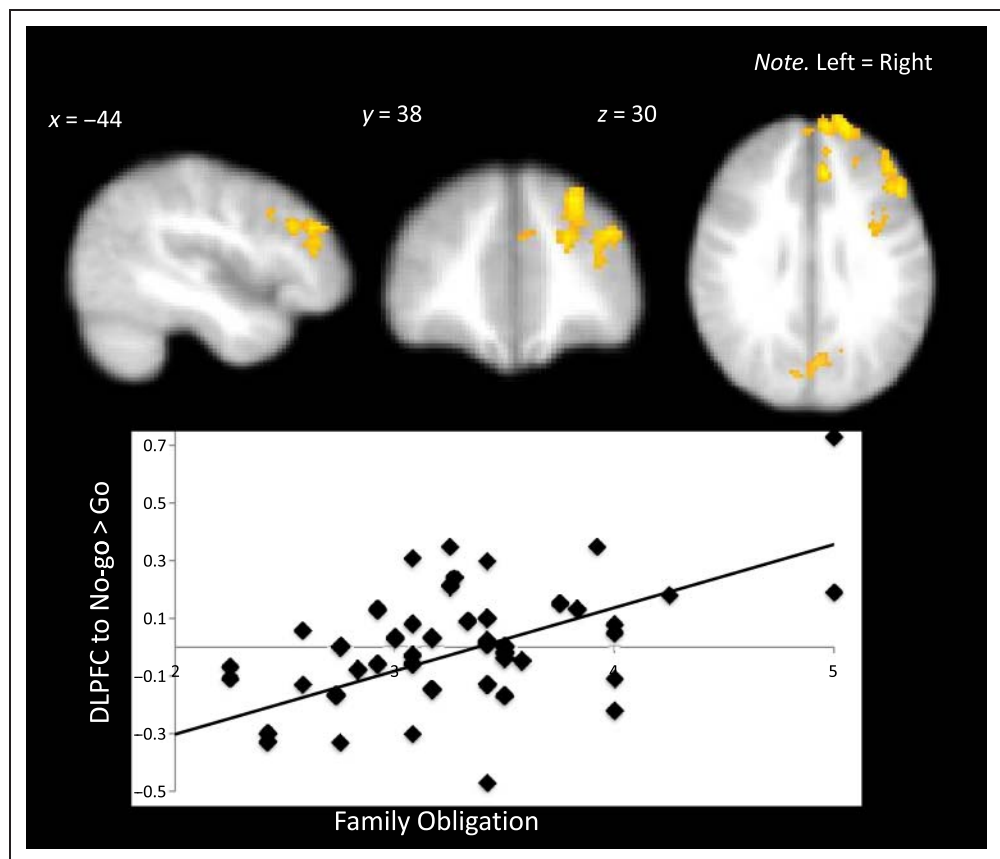 Note. Left = Right
x = –44
y = 38
z = 30
DLPFC to No-go > Go
0.7
0.5
0.3
0.1
–0.1
–0.3
–0.5
2
3
4
5
Family Obligation